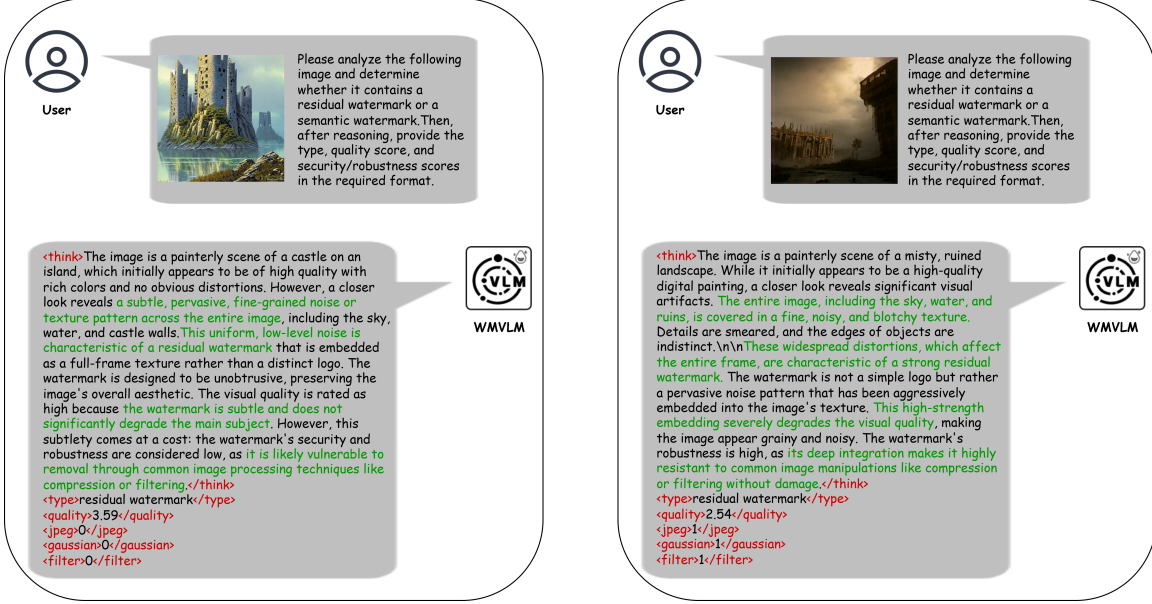 User
Please analyze the following
image and determine
whether it contains a
residual watermark or a
semantic watermark.Then,
after reasoning, provide the
type, quality score, and
security/robustness scores
in the required format.
<think>The image is a painterly scene of a castle on an
island, which initially appears to be of high quality with
rich colors and no obvious distortions. However, a closer
look reveals a subtle, pervasive, fine-grained noise or
texture pattern across the entire image, including the sky,
water, and castle walls.This uniform, low-level noise is
characteristic of a residual watermark that is embedded
as a full-frame texture rather than a distinct logo. The
watermark is designed to be unobtrusive, preserving the
image's overall aesthetic. The visual quality is rated as
high because the watermark is subtle and does not
significantly degrade the main subject. However, this
subtlety comes at a cost: the watermark's security and
robustness are considered low, as it is likely vulnerable to
removal through common image processing techniques like
compression or filtering.</think>
<type>residual watermark</type>
<quality>3.59</quality>
<jpeg>0</jpeg>
<gaussian>0</gaussian>
<filter>0</filter>
VLM
WMVLM
User
Please analyze the following
image and determine
whether it contains a
residual watermark or a
semantic watermark.Then,
after reasoning, provide the
type, quality score, and
security/robustness scores
in the required format.
<think>The image is a painterly scene of a misty, ruined
landscape. While it initially appears to be a high-quality
digital painting, a closer look reveals significant visual
artifacts. The entire image, including the sky, water, and
ruins, is covered in a fine, noisy, and blotchy texture.
Details are smeared, and the edges of objects are
indistinct.\n\nThese widespread distortions, which affect
the entire frame, are characteristic of a strong residual
watermark. The watermark is not a simple logo but rather
a pervasive noise pattern that has been aggressively
embedded into the image's texture. This high-strength
embedding severely degrades the visual quality, making
the image appear grainy and noisy. The watermark's
robustness is high, as its deep integration makes it highly
resistant to common image manipulations like compression
or filtering without damage.</think>
<type>residual watermark</type>
<quality>2.54</quality>
<jpeg>1</jpeg>
<gaussian>1</gaussian>
<filter>1</filter>
VLM
WMVLM